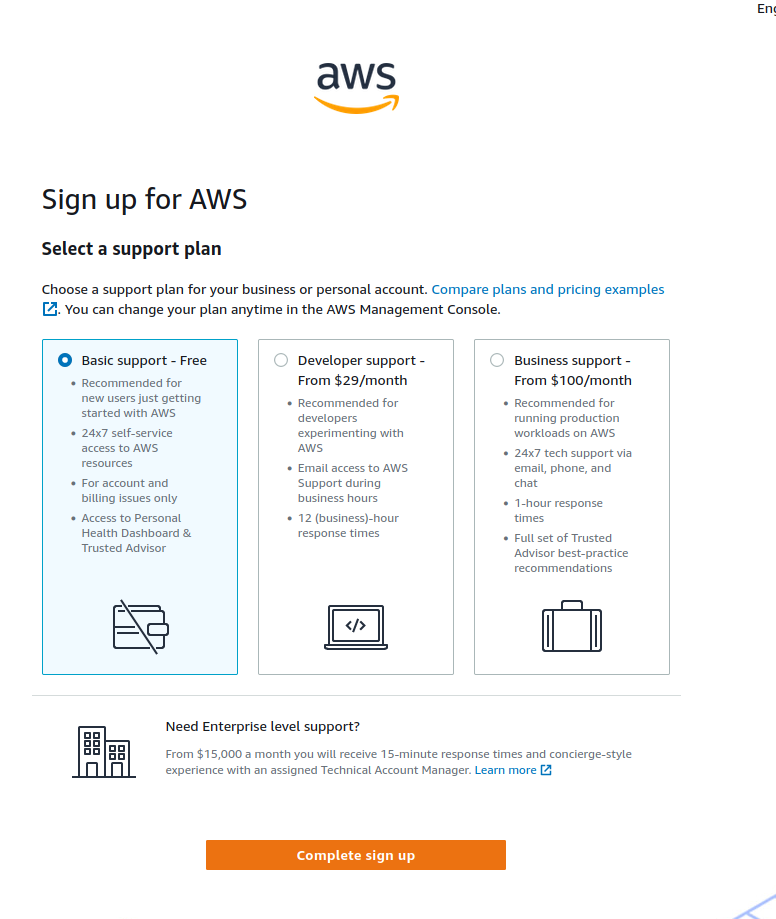 Eng
aws
Sign up for AWS
Select a support plan
Choose a support plan for your business or personal account. Compare plans and pricing examples
. You can change your plan anytime in the AWS Management Console.
Basic support - Free
• Recommended for
new users just getting
started with AWS
• 24x7 self-service
access to AWS
resources
• For account and
billing issues only
• Access to Personal
Health Dashboard &
Trusted Advisor
Developer support -
From $29/month
• Recommended for
developers
experimenting with
AWS
• Email access to AWS
Support during
business hours
• 12 (business)-hour
response times
</>
Business support -
From $100/month
• Recommended for
running production
workloads on AWS
• 24x7 tech support via
email, phone, and
chat
• 1-hour response
times
• Full set of Trusted
Advisor best-practice
recommendations
Need Enterprise level support?
From $15,000 a month you will receive 15-minute response times and concierge-style
experience with an assigned Technical Account Manager. Learn more
Complete sign up